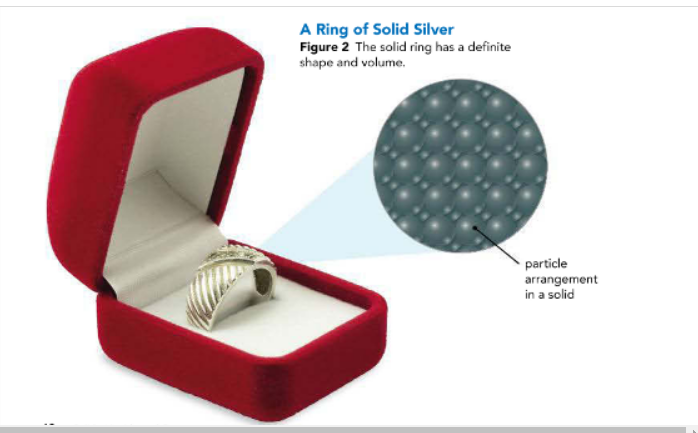 A Ring of Solid Silver
Figure 2 The solid ring has a definite
shape and volume.
particle
arrangement
in a solid